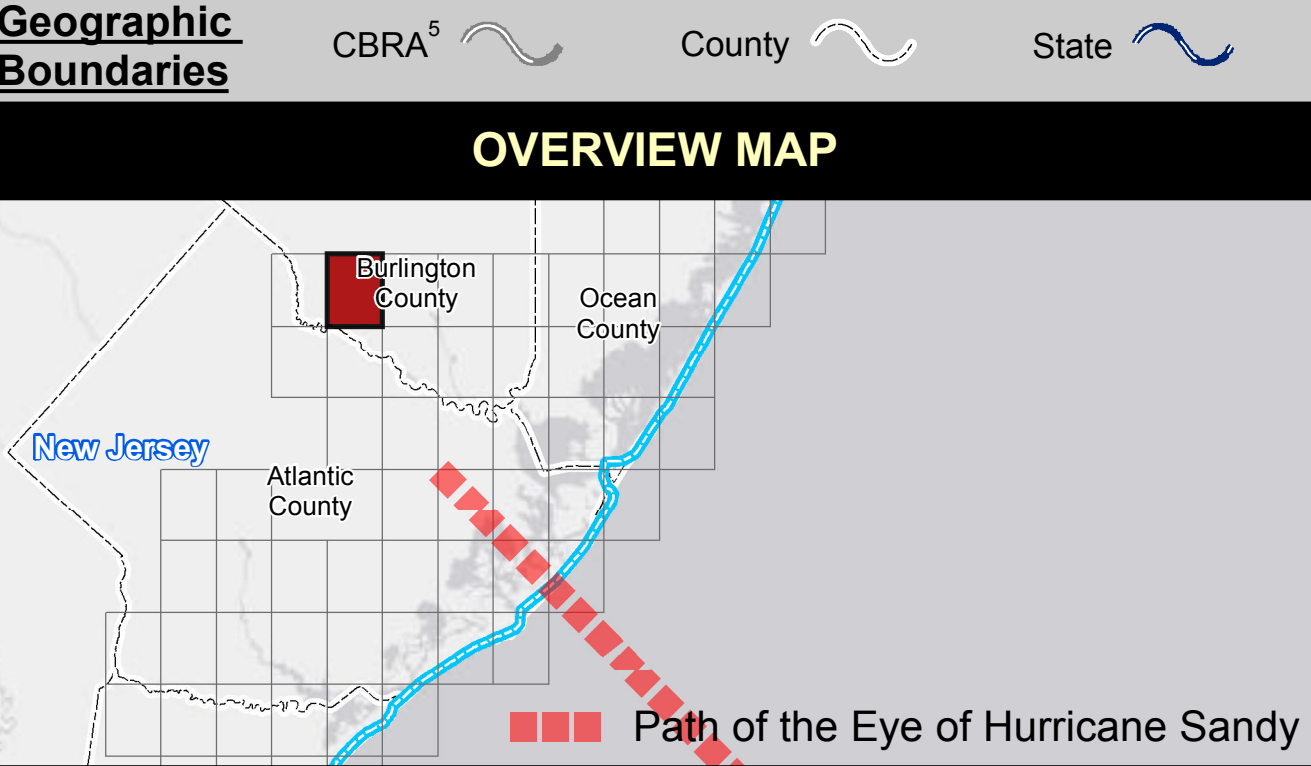 Geographic
Boundaries
CBRA5
County
State
OVERVIEW MAP
Burlington
County
Ocean
County
New Jersey
Atlantic
County
Path of the Eye of Hurricane Sandy